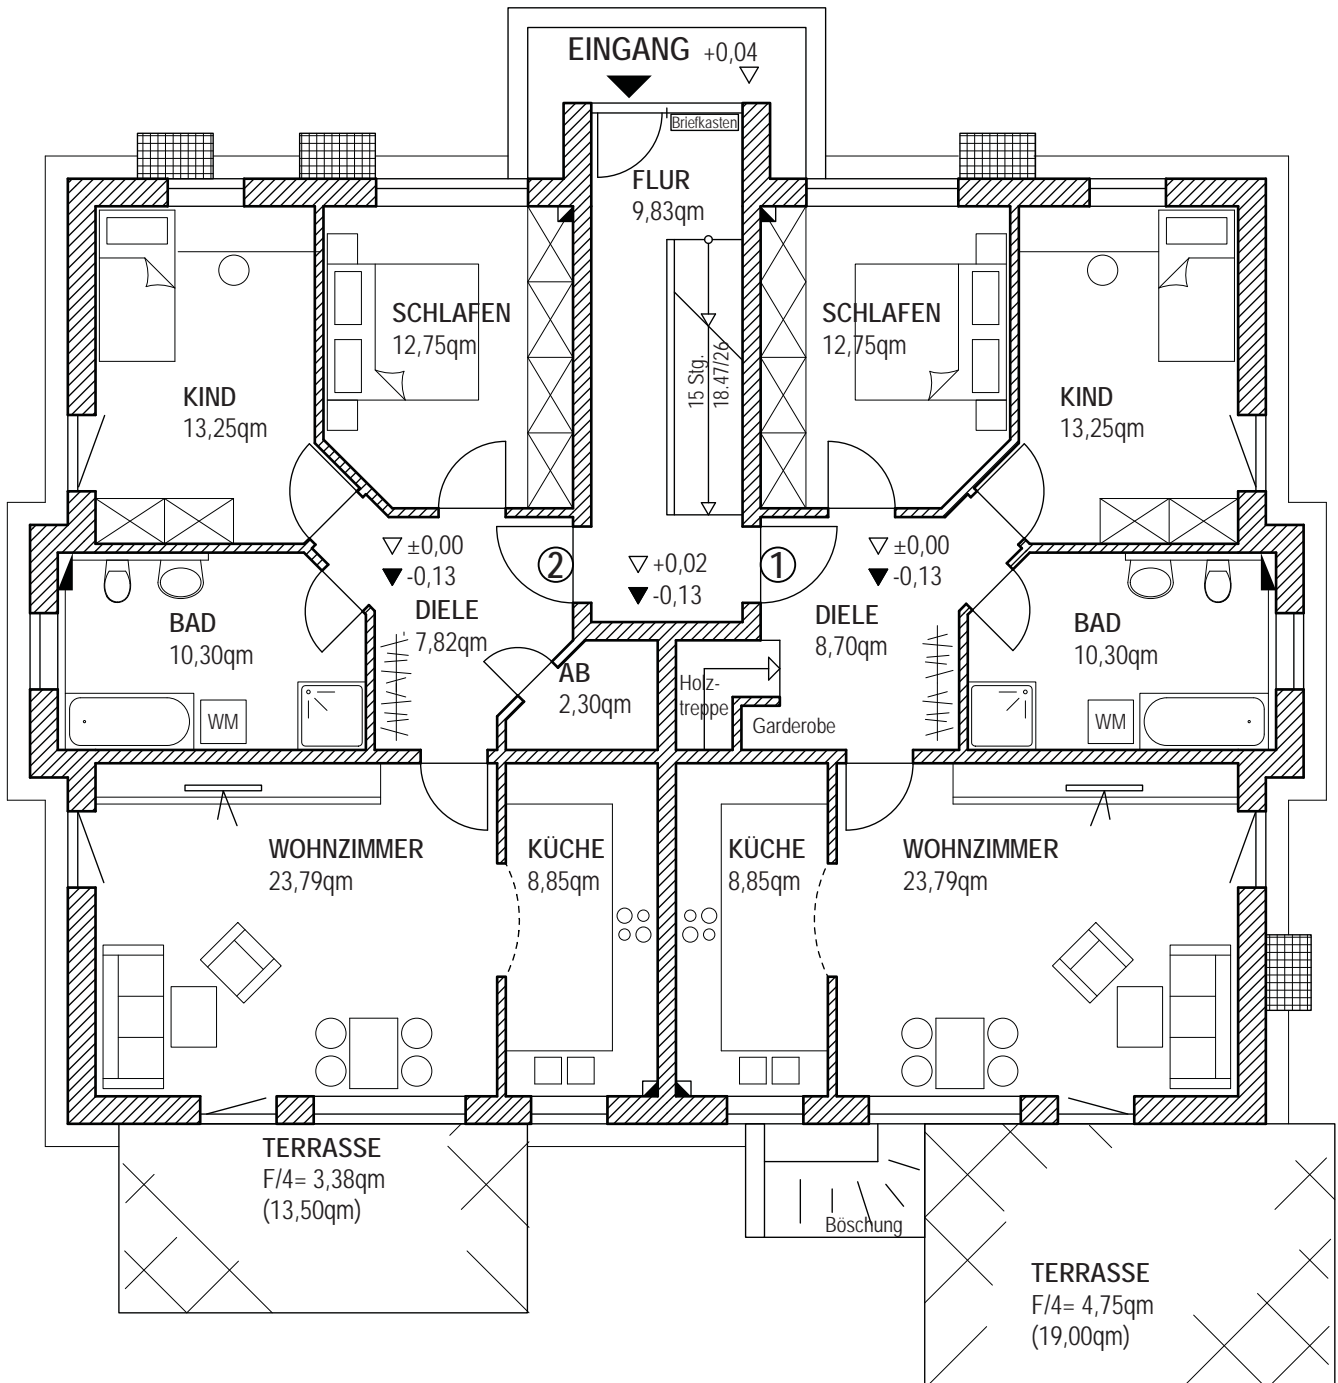 EINGANG +0,04
Briefkasten
FLUR
9,83qm
SCHLAFEN
12,75qm
SCHLAFEN
12,75qm
15 Stg.
18.47/26
KIND
13,25qm
KIND
13,25qm
±0,00
-0,13
2
+0,02
-0,13
1
±0,00
-0,13
DIELE
7,82qm
DIELE
8,70qm
BAD
10,30qm
BAD
10,30qm
AB
2,30qm
Holz-
treppe
Garderobe
WM
WM
WOHNZIMMER
23,79qm
KÜCHE
8,85qm
KÜCHE
8,85qm
WOHNZIMMER
23,79qm
TERRASSE
F/4= 3,38qm
(13,50qm)
Böschung
TERRASSE
F/4= 4,75qm
(19,00qm)